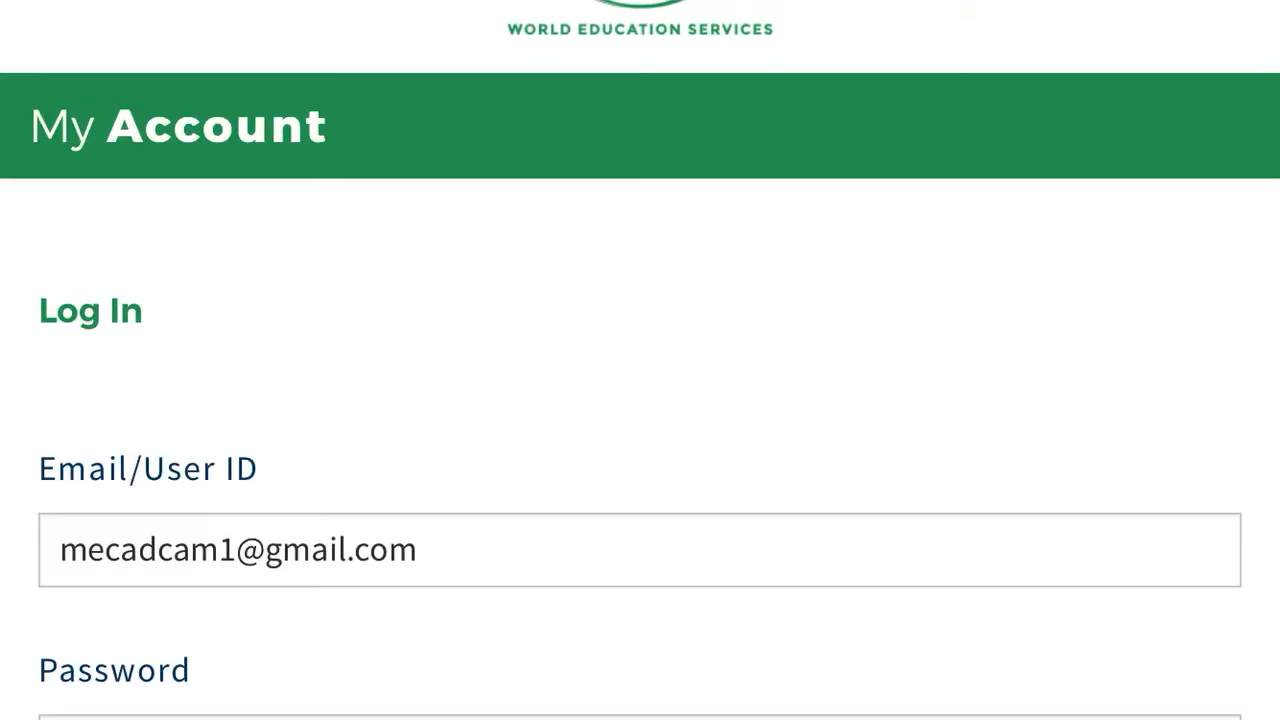 WORLD EDUCATION SERVICES
My Account
Log In
Email/User ID
mecadcam1@gmail.com
Password